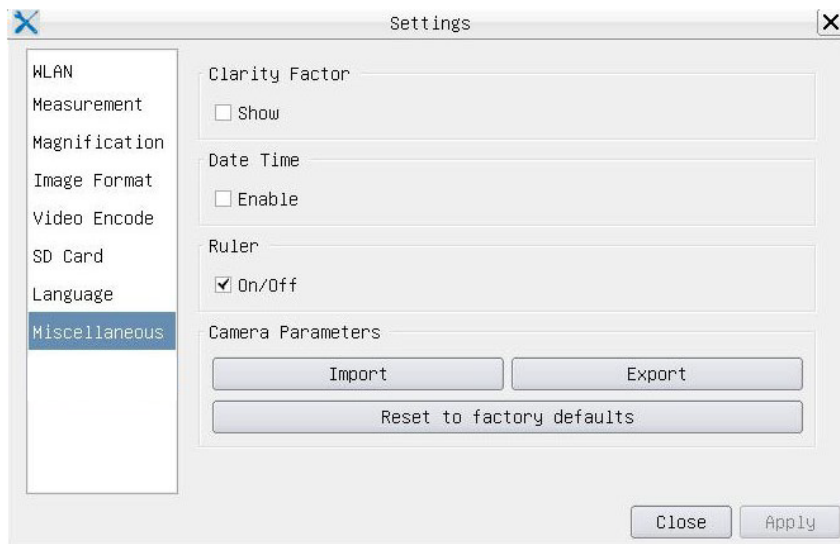 Settings
WLAN
Measurement
Magnification
Image Format
Video Encode
SD Card
Language
Miscellaneous
Clarity Factor
Show
Date Time
Enable
Ruler
On/Off
Camera Parameters
Import Export
Reset to factory defaults
Close Apply